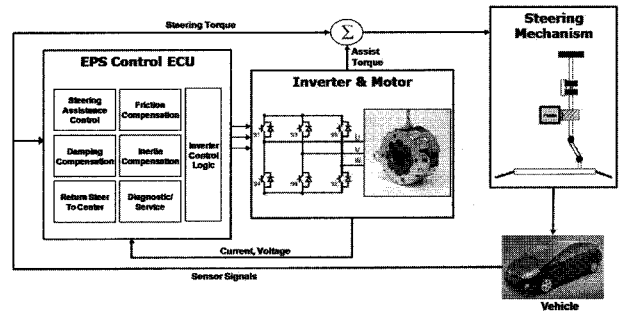 Steering Torque
Steering
Mechanism
Assist
Torque
EPS Control ECU
Inverter & Motor
Steering
Assistance
Control
Friction
Compensation
Damping
Compensation
Inertia
Compensation
Inverter
Control
Logic
Return Steer
To Center
Diagnostic/
Service
U
V
W
Current, Voltage
Sensor Signals
Vehicle